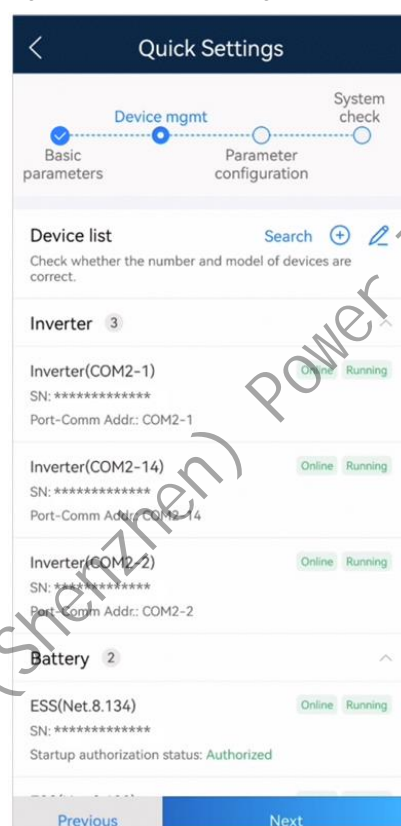 Quick Settings
System
Device mgmt check
Basic Parameter
parameters configuration
Device list Search
Check whether the number and model of devices are
correct.
Inverter 3
Inverter(COM2-1) Online Running
SN: *************
Port-Comm Addr.: COM2-1
Inverter(COM2-14) Online Running
SN: *************
Port-Comm Addr.: COM2-14
Inverter(COM2-2) Online Running
SN: *************
Port-Comm Addr.: COM2-2
Battery 2
ESS(Net.8.134) Online Running
SN: *************
Startup authorization status: Authorized
Previous Next
(Shenzhen) Power